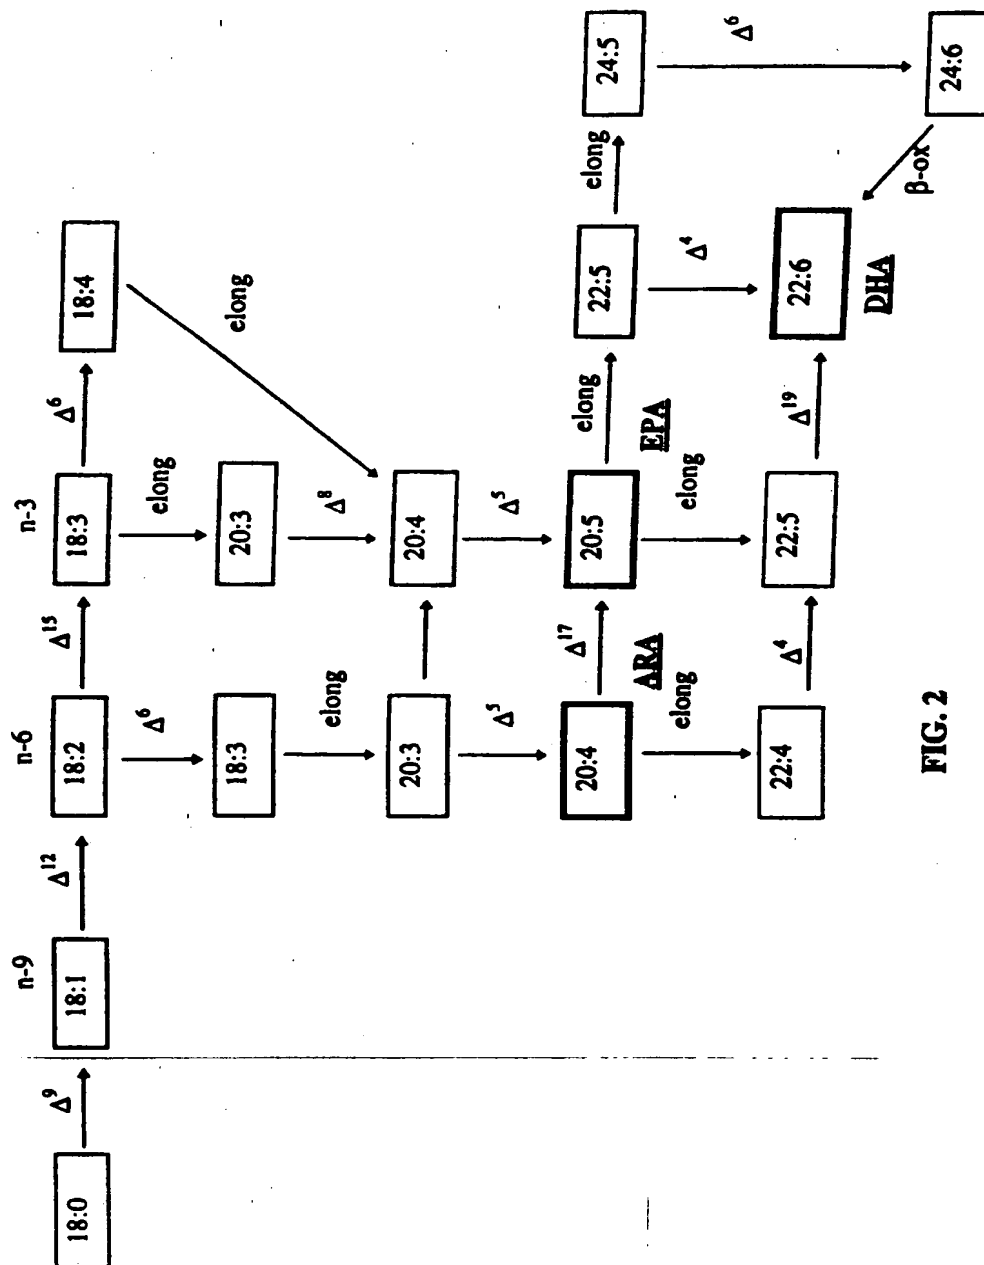 n-9
n-6
n-3
Δ⁹
Δ¹²
Δ¹⁵
Δ⁶
18:0
18:1
18:2
18:3
18:4
Δ⁶
elong
elong
18:3
20:3
elong
Δ⁸
20:3
20:4
Δ⁵
Δ⁵
Δ¹⁷
elong
elong
20:4
20:5
22:5
24:5
ARA
EPA
elong
elong
Δ⁴
Δ⁶
Δ⁴
Δ¹⁹
22:4
22:5
22:6
DHA
β-ox
24:6
FIG. 2